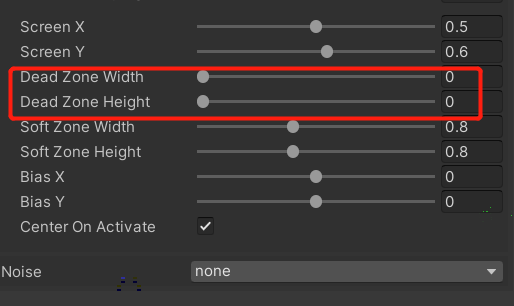 Screen X 0.5
Screen Y 0.6
Dead Zone Width 0
Dead Zone Height 0
Soft Zone Width 0.8
Soft Zone Height 0.8
Bias X 0
Bias Y 0
Center On Activate
Noise none